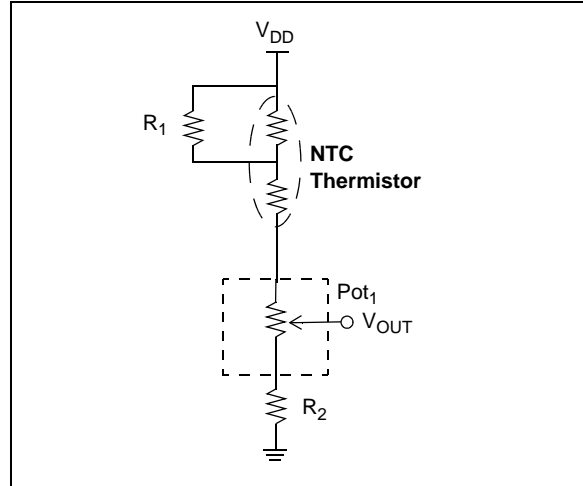 VDD
R1
NTC
Thermistor
Pot1
VOUT
R2